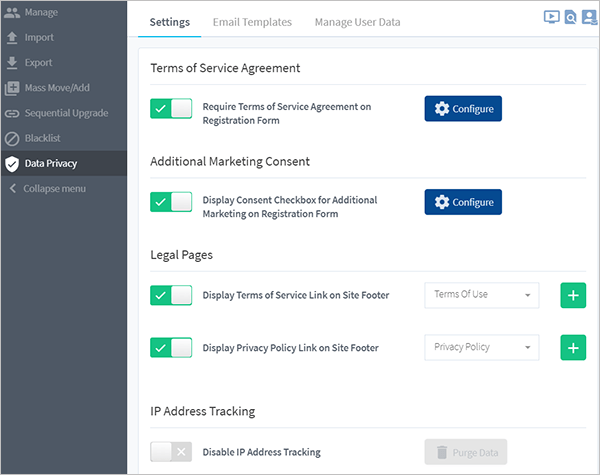 Manage
Import
Export
Mass Move/Add
Sequential Upgrade
Blacklist
Data Privacy
Collapse menu
Settings
Email Templates
Manage User Data
Terms of Service Agreement
Require Terms of Service Agreement on
Registration Form
Configure
Additional Marketing Consent
Display Consent Checkbox for Additional
Marketing on Registration Form
Configure
Legal Pages
Display Terms of Service Link on Site Footer
Terms Of Use
Display Privacy Policy Link on Site Footer
Privacy Policy
IP Address Tracking
Disable IP Address Tracking
Purge Data